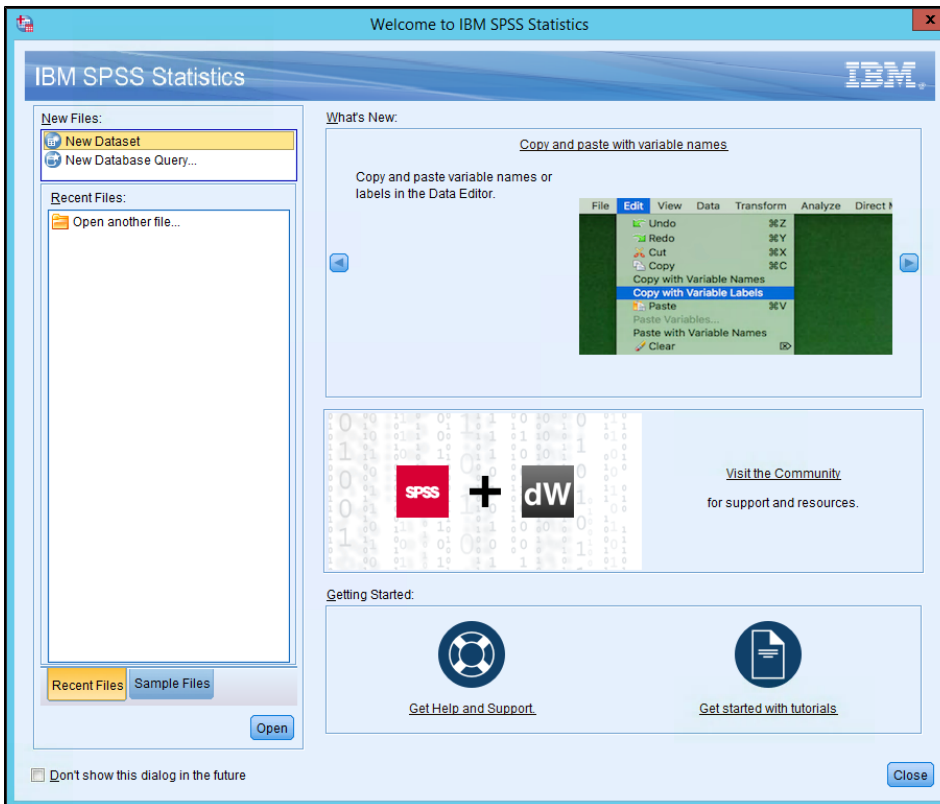 Welcome to IBM SPSS Statistics
x
IBM SPSS Statistics
IBM
New Files:
New Dataset
New Database Query...
Recent Files:
Open another file...
Recent Files
Sample Files
Open
What's New:
Copy and paste with variable names
Copy and paste variable names or
labels in the Data Editor.
File Edit View Data Transform Analyze Direct
Undo ⌘Z
Redo ⌘Y
Cut ⌘X
Copy ⌘C
Copy with Variable Names
Copy with Variable Labels
Paste ⌘V
Paste Variables...
Paste with Variable Names
Clear ⌦
SPSS + dW
Visit the Community
for support and resources.
Getting Started:
Get Help and Support.
Get started with tutorials
Don't show this dialog in the future
Close